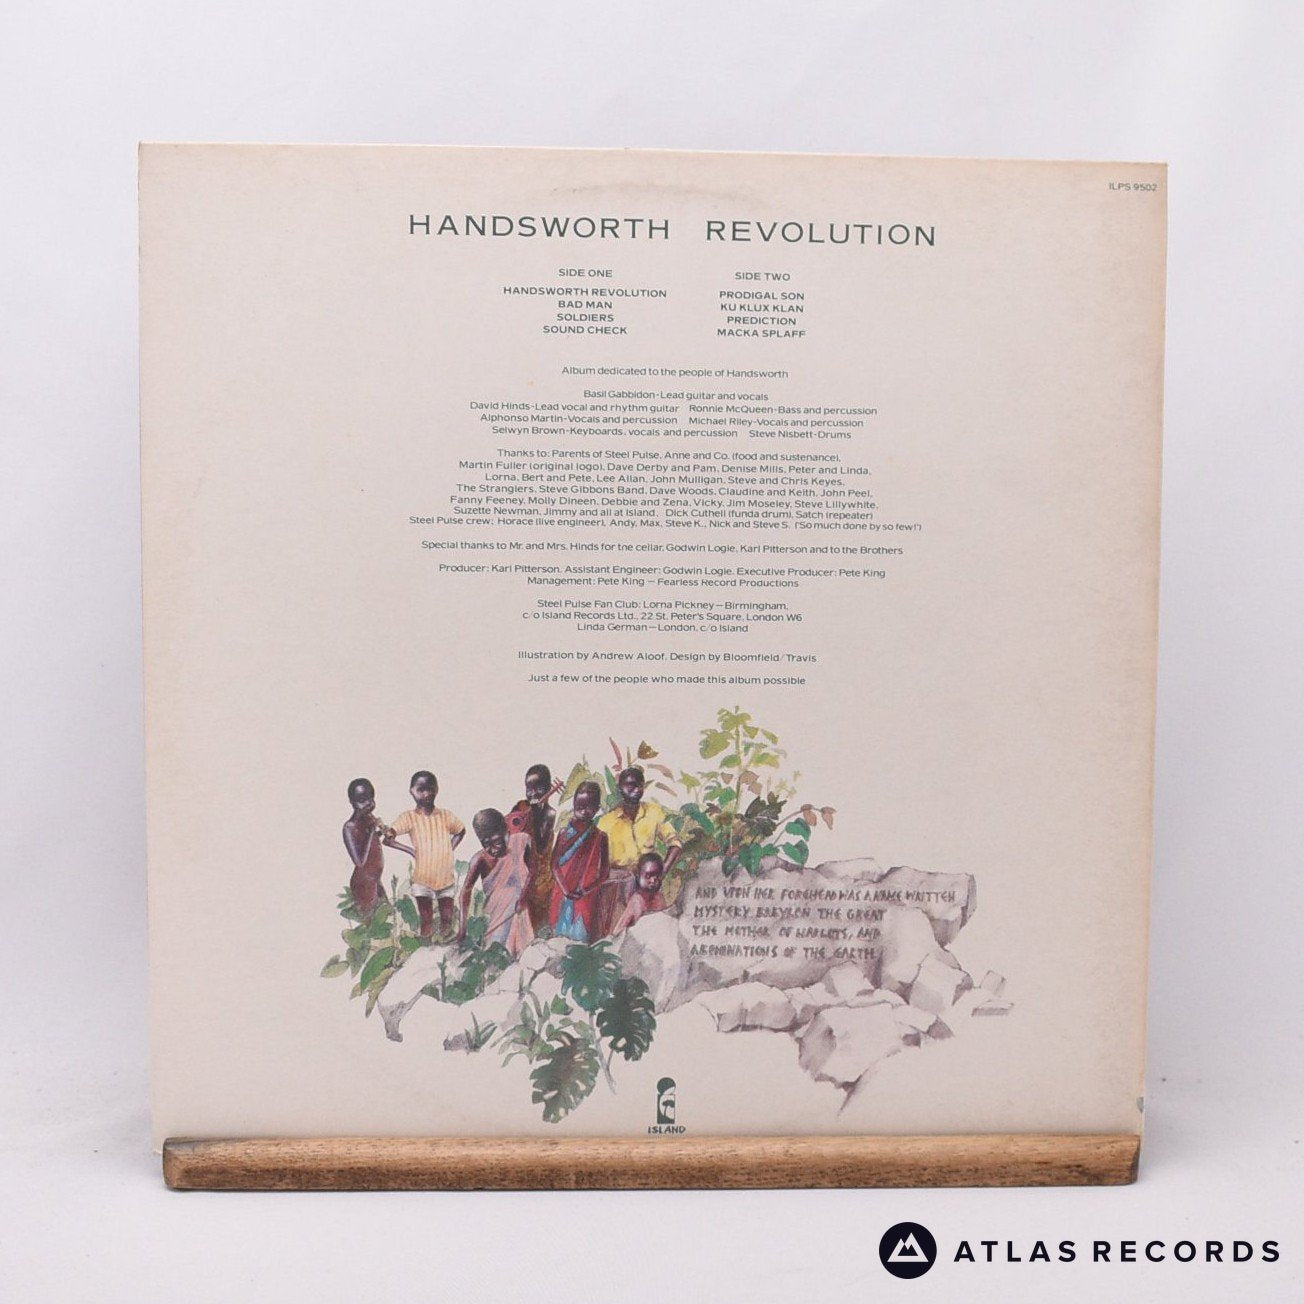 ILPS 9502
HANDSWORTH REVOLUTION
SIDE ONE
HANDSWORTH REVOLUTION
BAD MAN
SOLDIERS
SOUND CHECK
SIDE TWO
PRODIGAL SON
KU KLUX KLAN
PREDICTION
MACKA SPLAFF
Album dedicated to the people of Handsworth
Basil Gabbidon-Lead guitar and vocals
David Hinds-Lead vocal and rhythm guitar Ronnie McQueen-Bass and percussion
Alphonso Martin-Vocals and percussion Michael Riley-Vocals and percussion
Selwyn Brown-Keyboards, vocals and percussion Steve Nisbett-Drums
Thanks to: Parents of Steel Pulse, Anne and Co. (food and sustenance),
Martin Fuller (original logo), Dave Derby and Pam, Denise Mills, Peter and Linda,
Lorna, Bert and Pete, Lee Allan, John Mulligan, Steve and Chris Keyes,
The Stranglers, Steve Gibbons Band, Dave Woods, Claudine and Keith, John Peel,
Fanny Feeney, Molly Dineen, Debbie and Zena, Vicky, Jim Moseley, Steve Lillywhite,
Suzette Newman, Jimmy and all at Island, Dick Cuthell (funda drum), Satch (repeater)
Steel Pulse crew: Horace (live engineer), Andy, Max, Steve K., Nick and Steve S. ('So much done by so few!')
Special thanks to Mr. and Mrs. Hinds for the cellar, Godwin Logie, Karl Pitterson and to the Brothers
Producer: Karl Pitterson. Assistant Engineer: Godwin Logie. Executive Producer: Pete King
Management: Pete King – Fearless Record Productions
Steel Pulse Fan Club: Lorna Pickney – Birmingham,
c/o Island Records Ltd., 22 St. Peter's Square, London W6
Linda German – London, c/o Island
Illustration by Andrew Aloof. Design by Bloomfield/Travis
Just a few of the people who made this album possible
AND UPON HER FOREHEAD WAS A NAME WRITTEN
MYSTERY BABYLON THE GREAT
THE MOTHER OF HARLOTS, AND
ABOMINATIONS OF THE EARTH
ISLAND
ATLAS RECORDS